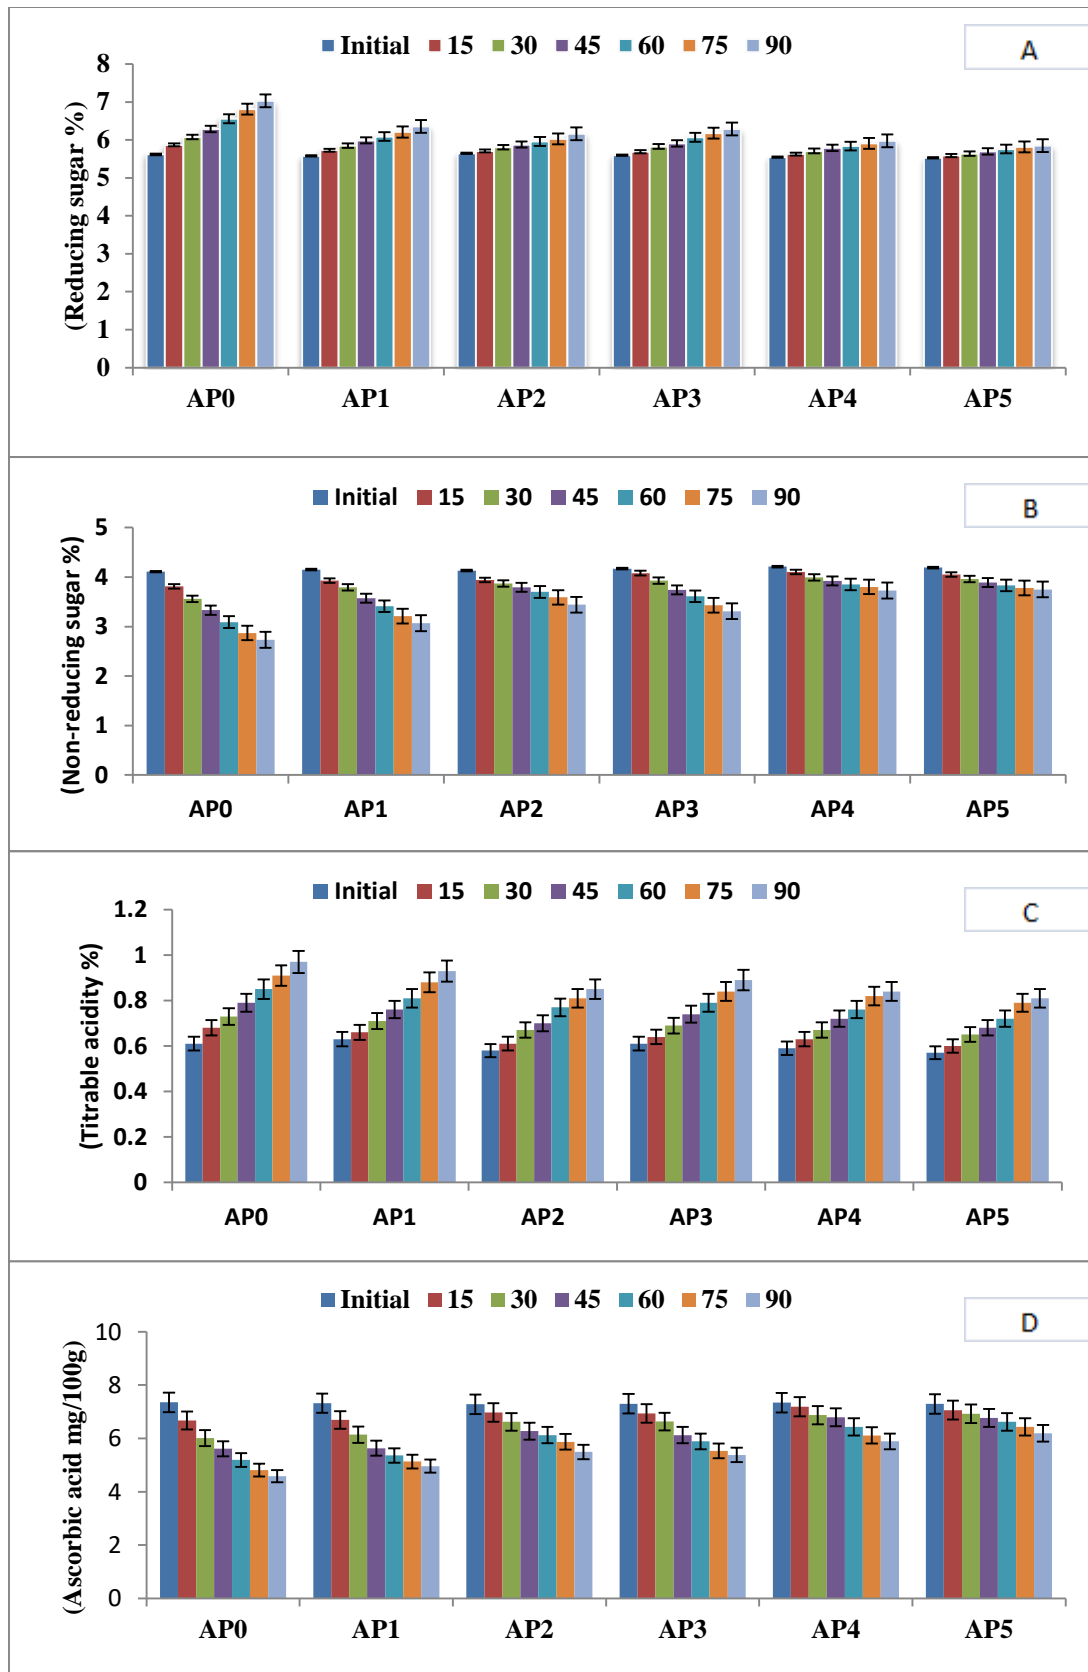 Initial 15 30 45 60 75 90
A
(Reducing sugar %)
8
7
6
5
4
3
2
1
0
AP0 AP1 AP2 AP3 AP4 AP5
Initial 15 30 45 60 75 90
B
(Non-reducing sugar %)
5
4
3
2
1
0
AP0 AP1 AP2 AP3 AP4 AP5
Initial 15 30 45 60 75 90
C
(Titrable acidity %)
1.2
1
0.8
0.6
0.4
0.2
0
AP0 AP1 AP2 AP3 AP4 AP5
Initial 15 30 45 60 75 90
D
(Ascorbic acid mg/100g)
10
8
6
4
2
0
AP0 AP1 AP2 AP3 AP4 AP5